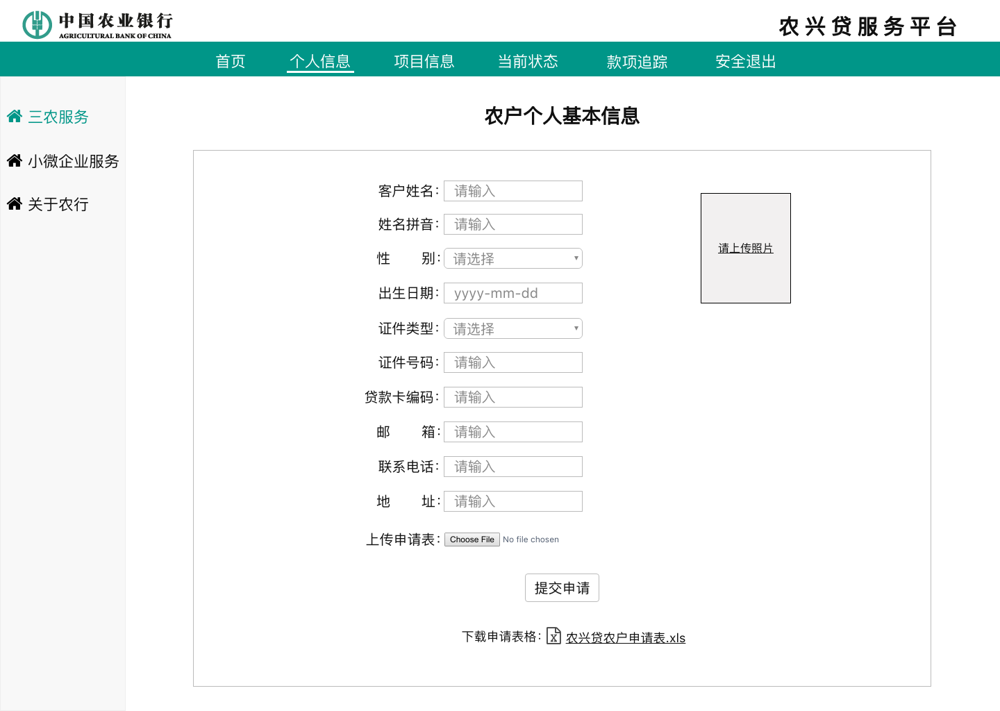 中国农业银行
AGRICULTURAL BANK OF CHINA
农兴贷服务平台
首页 个人信息 项目信息 当前状态 款项追踪 安全退出
三农服务
小微企业服务
关于农行
农户个人基本信息
客户姓名： 请输入
姓名拼音： 请输入
性 别： 请选择
出生日期： yyyy-mm-dd
证件类型： 请选择
证件号码： 请输入
贷款卡编码： 请输入
邮 箱： 请输入
联系电话： 请输入
地 址： 请输入
上传申请表： Choose File No file chosen
请上传照片
提交申请
下载申请表格： 农兴贷农户申请表.xls